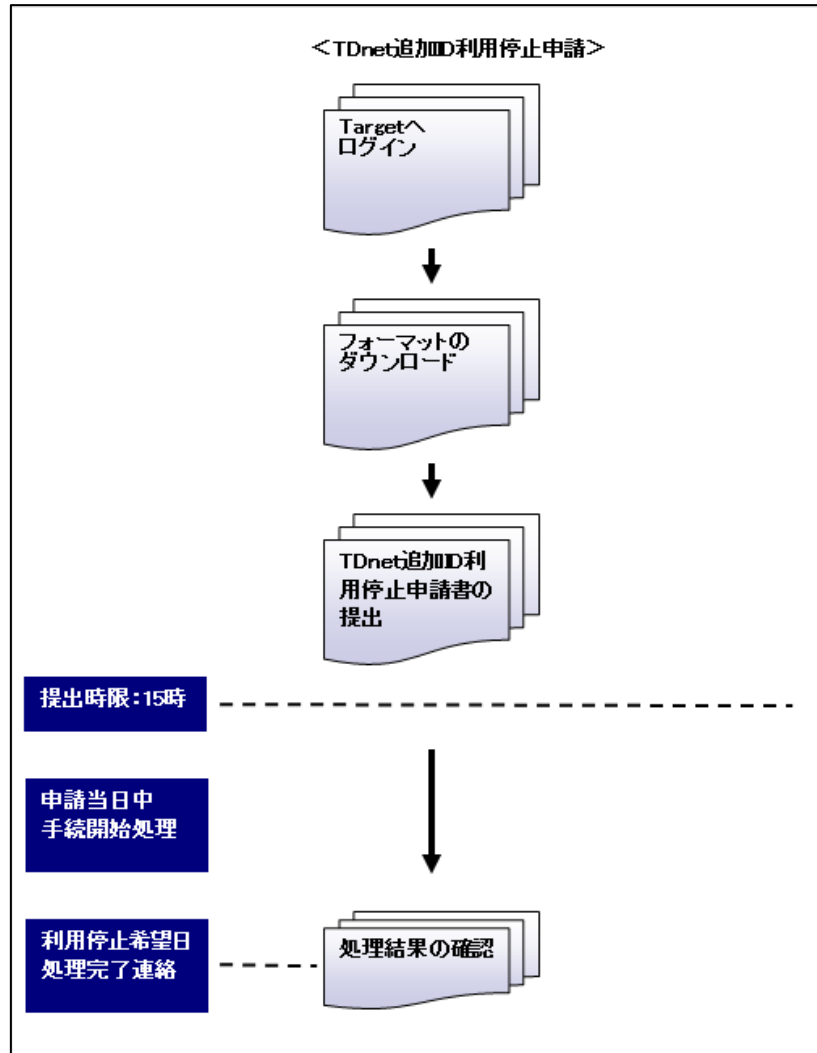 ＜TDnet追加ID利用停止申請＞
Targetへ
ログイン
フォーマットの
ダウンロード
TDnet追加ID利
用停止申請書の
提出
提出時限：15時
申請当日中
手続開始処理
利用停止希望日
処理完了連絡
処理結果の確認